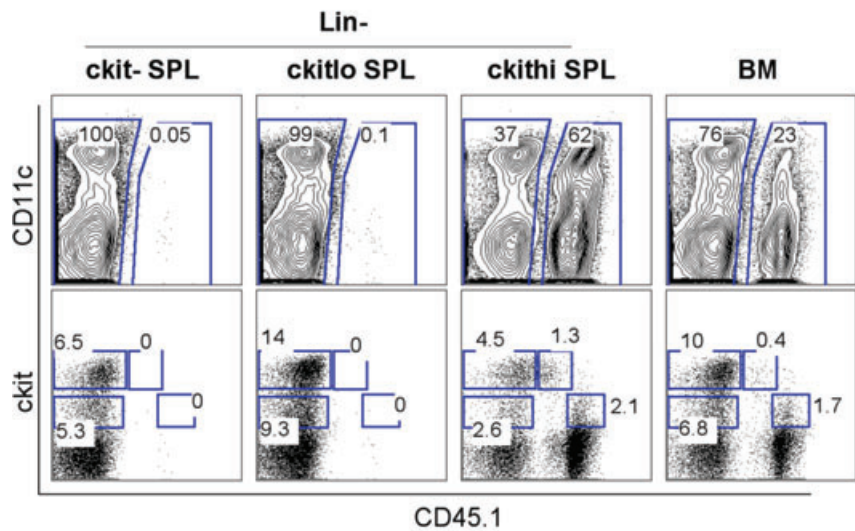 Lin-
ckit- SPL ckitlo SPL ckithi SPL BM
100 0.05 99 0.1 37 62 76 23
CD11c
6.5 0 14 0 4.5 1.3 10 0.4
0 0 2.1 1.7
5.3 9.3 2.6 6.8
ckit
CD45.1